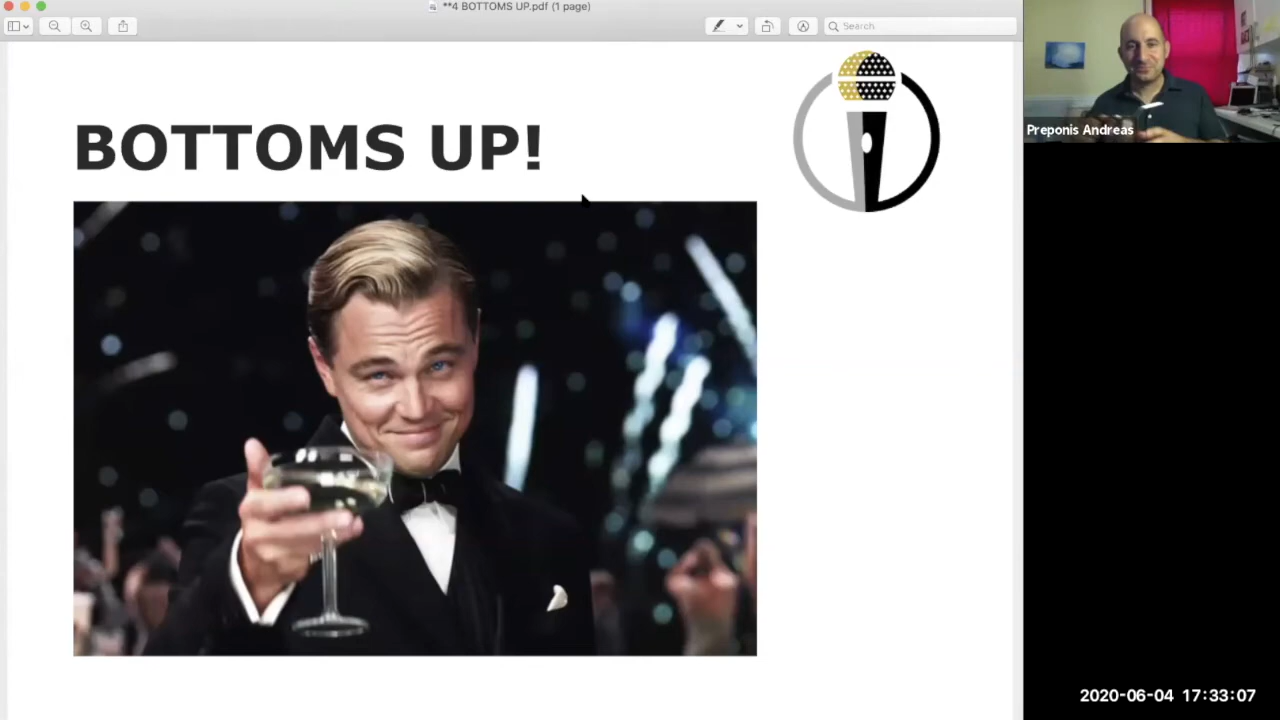 **4 BOTTOMS UP.pdf (1 page)
Search
BOTTOMS UP!
Preponis Andreas
2020-06-04 17:33:07